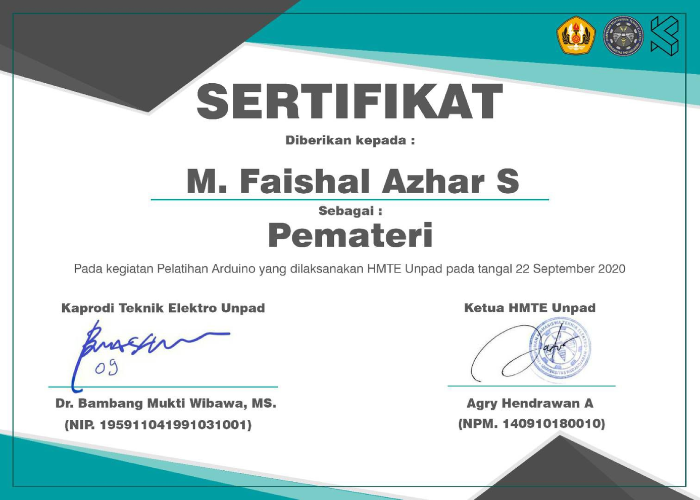 SERTIFIKAT
Diberikan kepada :
M. Faishal Azhar S
Sebagai :
Pemateri
Pada kegiatan Pelatihan Arduino yang dilaksanakan HMTE Unpad pada tangal 22 September 2020
Kaprodi Teknik Elektro Unpad
Ketua HMTE Unpad
09
Dr. Bambang Mukti Wibawa, MS.
Agry Hendrawan A
(NIP. 195911041991031001)
(NPM. 140910180010)